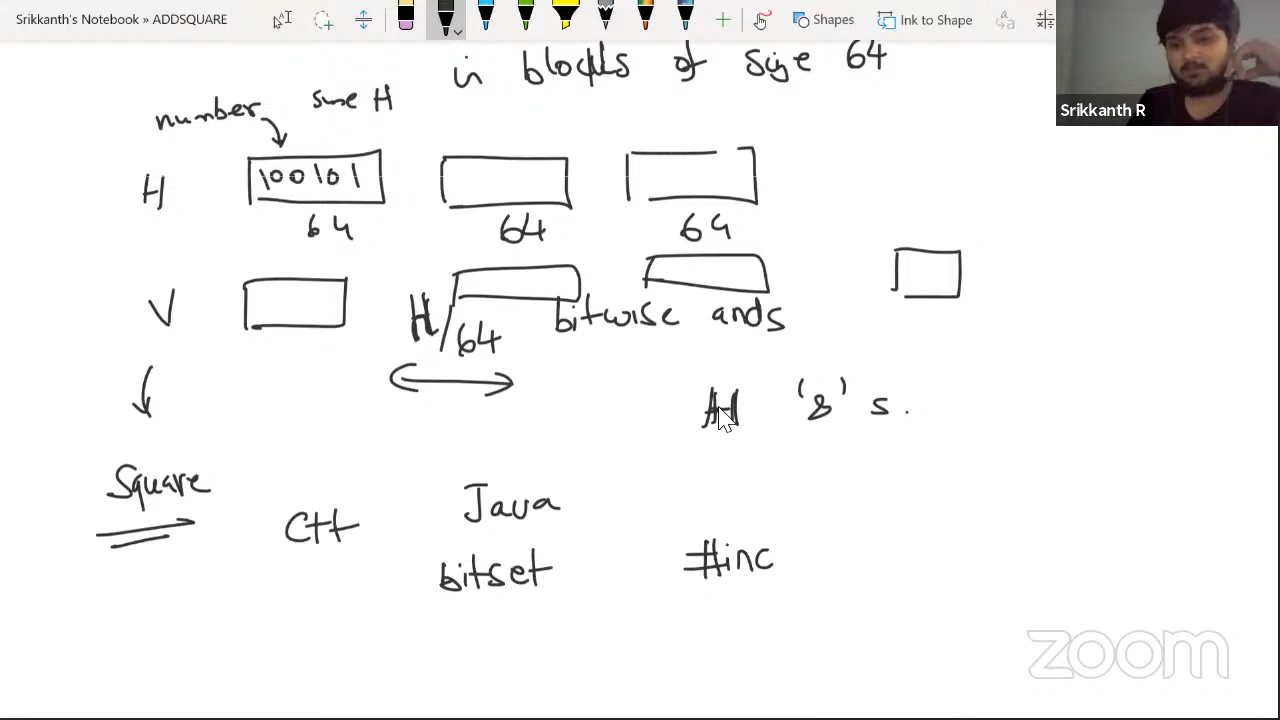 Srikkanth's Notebook » ADDSQUARE
Shapes
Ink to Shape
Srikkanth R
in blocks of size 64
number size H
H 100101
64 64 64
V H/64 bitwise ands
'&' s.
Square
C++ Java
bitset #inc
zoom